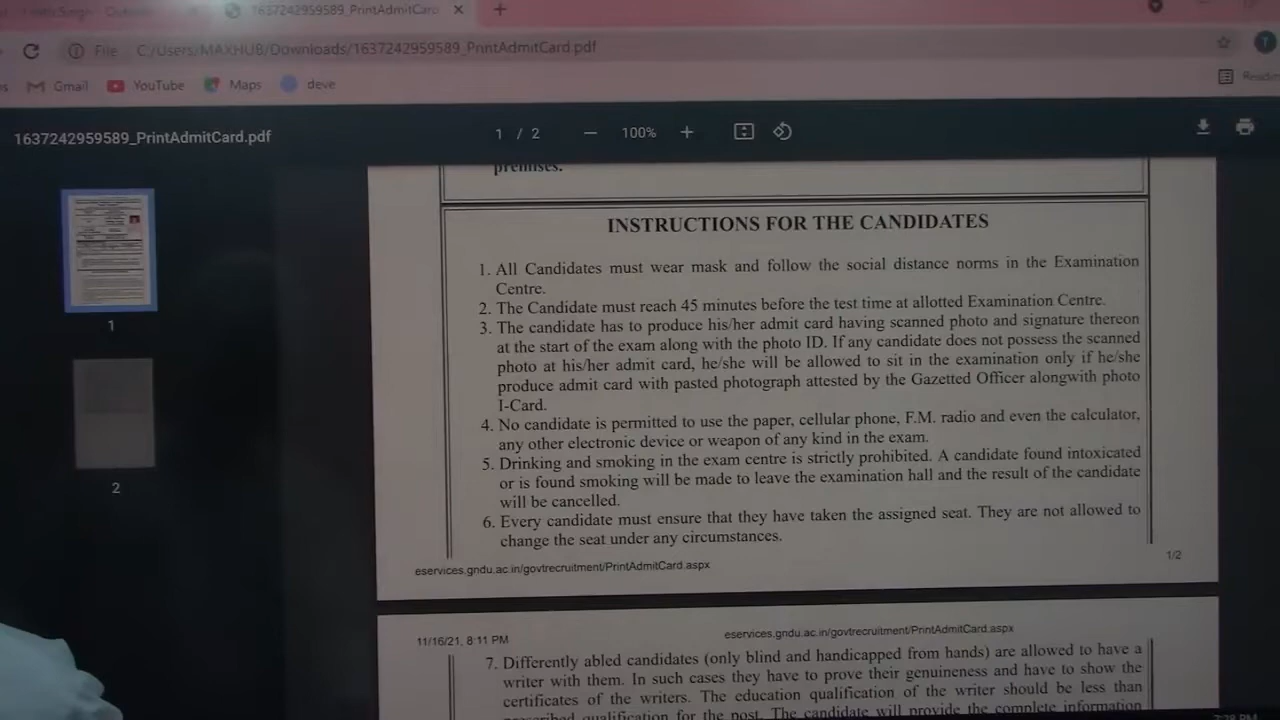 1637242959589_PrintAdmitCard
File C:/Users/MAXHUB/Downloads/1637242959589_PrintAdmitCard.pdf
Gmail YouTube Maps deve
1637242959589_PrintAdmitCard.pdf
1 / 2 100%
premises.
INSTRUCTIONS FOR THE CANDIDATES
1. All Candidates must wear mask and follow the social distance norms in the Examination
Centre.
2. The Candidate must reach 45 minutes before the test time at allotted Examination Centre.
3. The candidate has to produce his/her admit card having scanned photo and signature thereon
at the start of the exam along with the photo ID. If any candidate does not possess the scanned
photo at his/her admit card, he/she will be allowed to sit in the examination only if he/she
produce admit card with pasted photograph attested by the Gazetted Officer alongwith photo
I-Card.
4. No candidate is permitted to use the paper, cellular phone, F.M. radio and even the calculator,
any other electronic device or weapon of any kind in the exam.
5. Drinking and smoking in the exam centre is strictly prohibited. A candidate found intoxicated
or is found smoking will be made to leave the examination hall and the result of the candidate
will be cancelled.
6. Every candidate must ensure that they have taken the assigned seat. They are not allowed to
change the seat under any circumstances.
eservices.gndu.ac.in/govtrecruitment/PrintAdmitCard.aspx
1/2
11/16/21, 8:11 PM
eservices.gndu.ac.in/govtrecruitment/PrintAdmitCard.aspx
7. Differently abled candidates (only blind and handicapped from hands) are allowed to have a
writer with them. In such cases they have to prove their genuineness and have to show the
certificates of the writers. The education qualification of the writer should be less than
prescribed qualification for the post. The candidate will provide the complete information
1
2